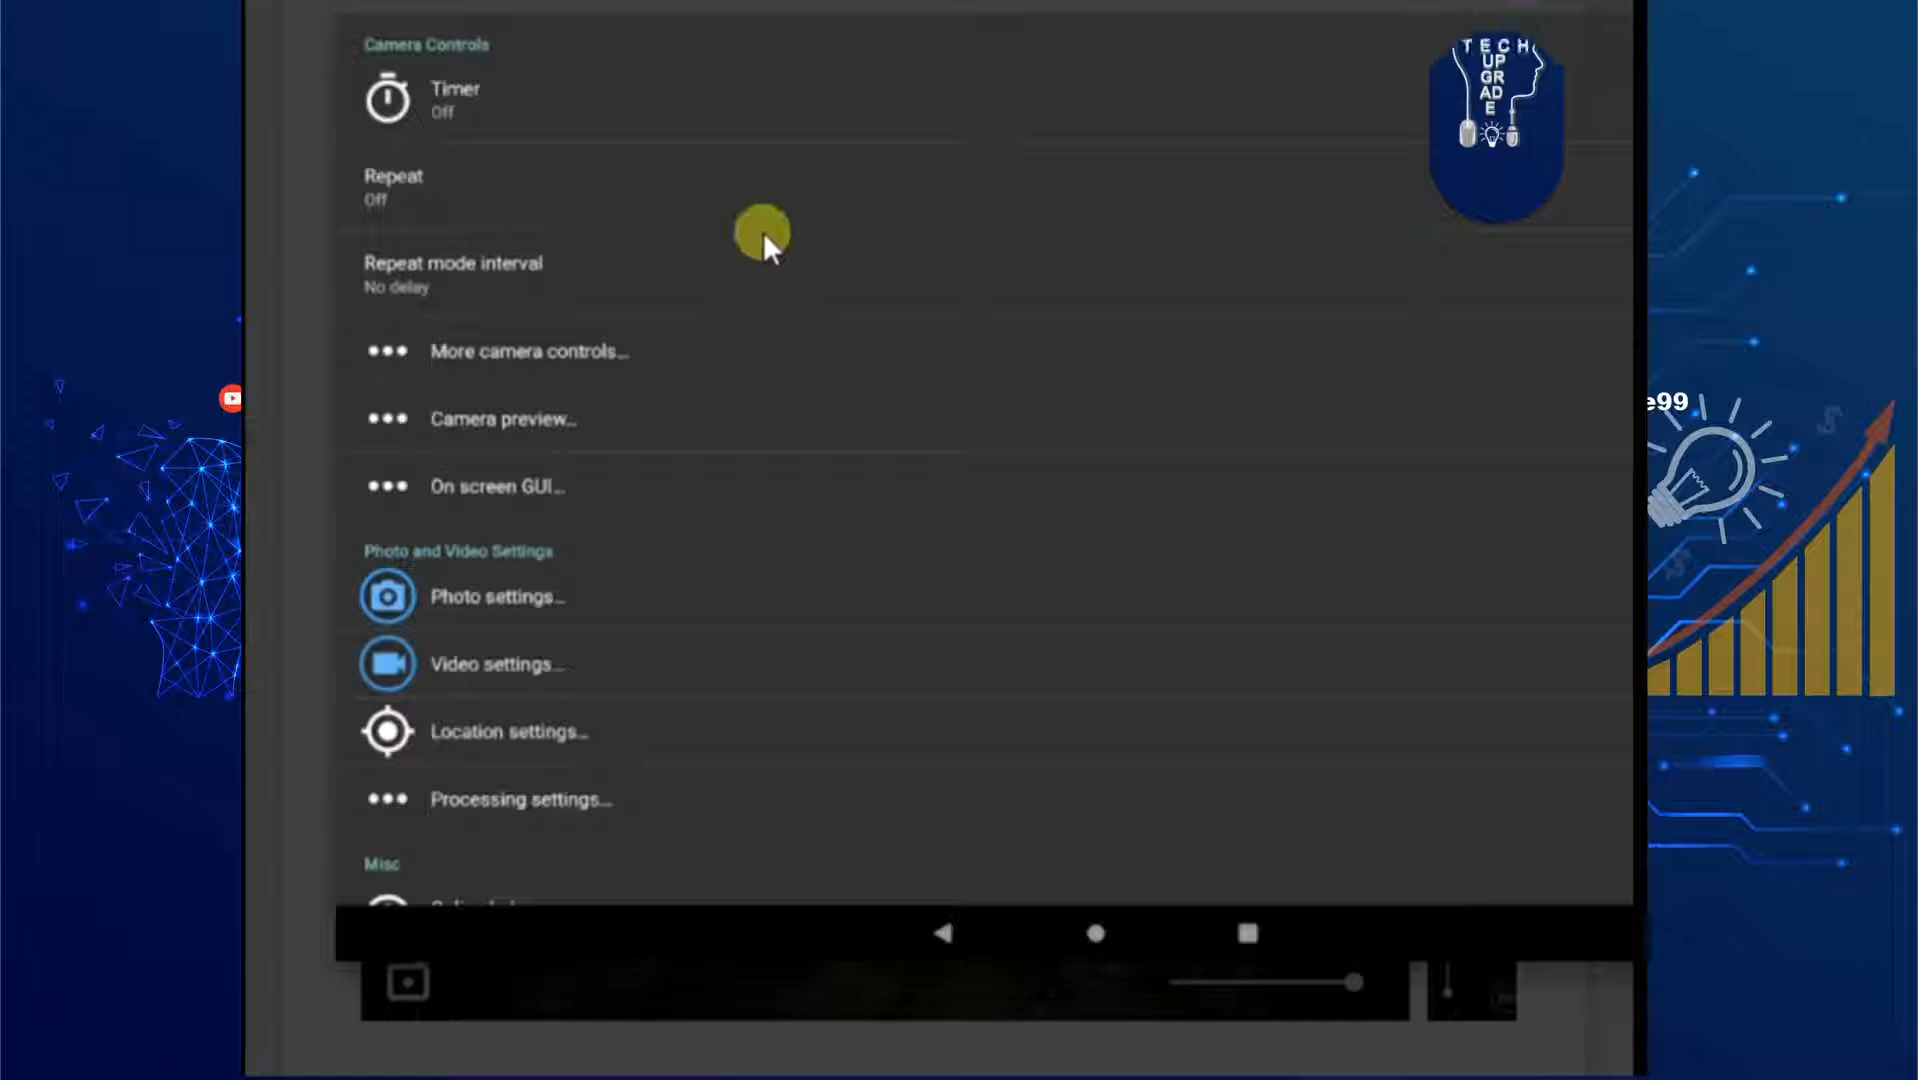 Camera Controls
TECH
UP
GR
AD
E
Timer
Off
Repeat
Off
Repeat mode interval
No delay
More camera controls...
e99
Camera preview...
On screen GUI...
Photo and Video Settings
Photo settings...
Video settings...
Location settings...
Processing settings...
Misc